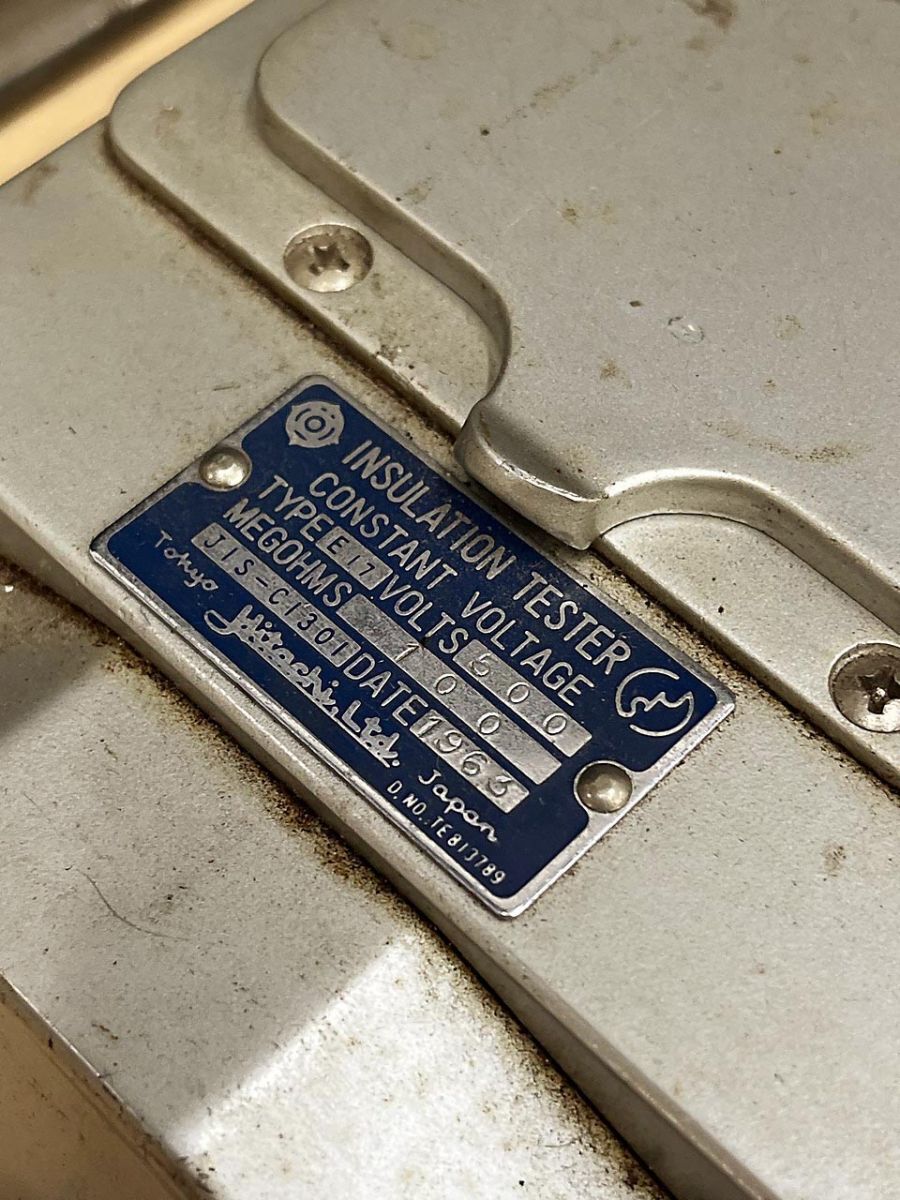 INSULATION TESTER
CONSTANT VOLTAGE
TYPE E17 VOLTS 500
MEGOHMS 100
JIS-C1301 DATE 1963
Tokyo Hitachi, Ltd. Japan
D.NO.:TE813789